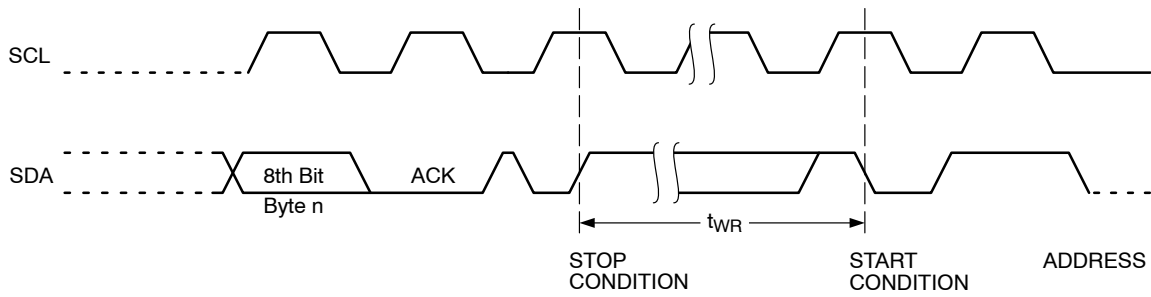 SCL
SDA
8th Bit
Byte n
ACK
tWR
STOP
CONDITION
START
CONDITION
ADDRESS